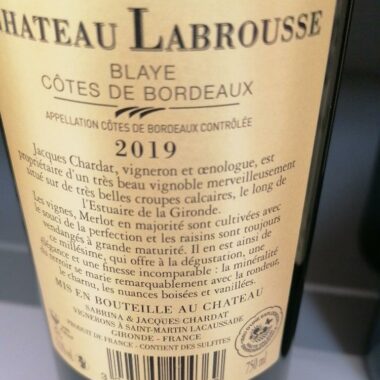 HATEAU LABROUSSE
BLAYE
CÔTES DE BORDEAUX
APPELLATION CÔTES DE BORDEAUX CONTRÔLÉE
2019
Jacques Chardat, vigneron et œnologue, est
propriétaire d'un très beau vignoble merveilleusement
situé sur de très belles croupes calcaires, le long de
l'Estuaire de la Gironde.
Les vignes, Merlot en majorité sont cultivées avec
le souci de la perfection et les raisins sont toujours
vendangés à grande maturité. Il en est ainsi de
ce millésime, qui offre à la dégustation, une
élégance et une finesse incomparable : la minéralité
du terroir se marie remarquablement avec la rondeur,
le charnu, les nuances boisées et vanillées.
MIS EN BOUTEILLE AU CHATEAU
SABRINA & JACQUES CHARDAT
VIGNERONS À SAINT-MARTIN LACAUSSADE
GIRONDE - FRANCE
PRODUIT DE FRANCE - CONTIENT DES SULFITES
750 ml